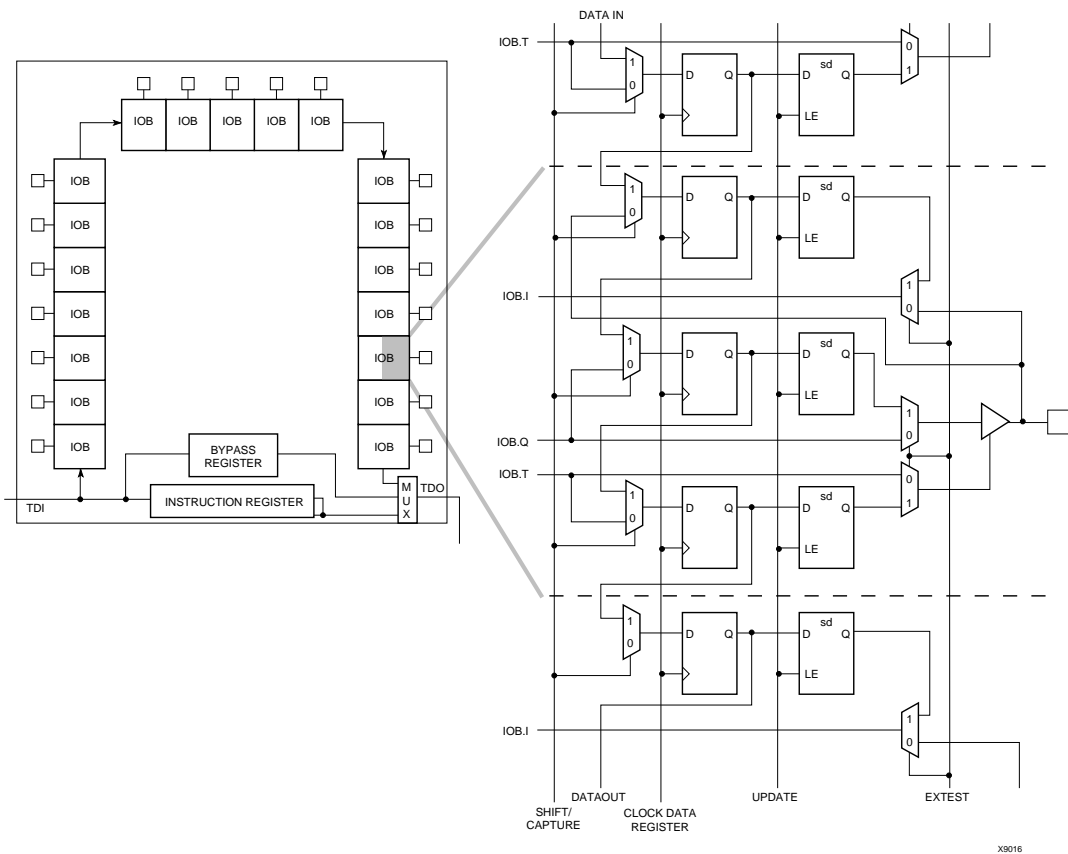 IOB IOB IOB IOB IOB
IOB
IOB
IOB
IOB
IOB
IOB
IOB
IOB
IOB
IOB
IOB
IOB
IOB
IOB
BYPASS
REGISTER
INSTRUCTION REGISTER
TDI
M
U
X
TDO
DATA IN
IOB.T
1
0
D Q
sd
D Q
LE
0
1
1
0
D Q
sd
D Q
LE
IOB.I
1
0
1
0
D Q
sd
D Q
LE
1
0
IOB.Q
IOB.T
0
1
1
0
D Q
sd
D Q
LE
1
0
D Q
sd
D Q
LE
IOB.I
1
0
SHIFT/
CAPTURE
DATAOUT
CLOCK DATA
REGISTER
UPDATE
EXTEST
X9016